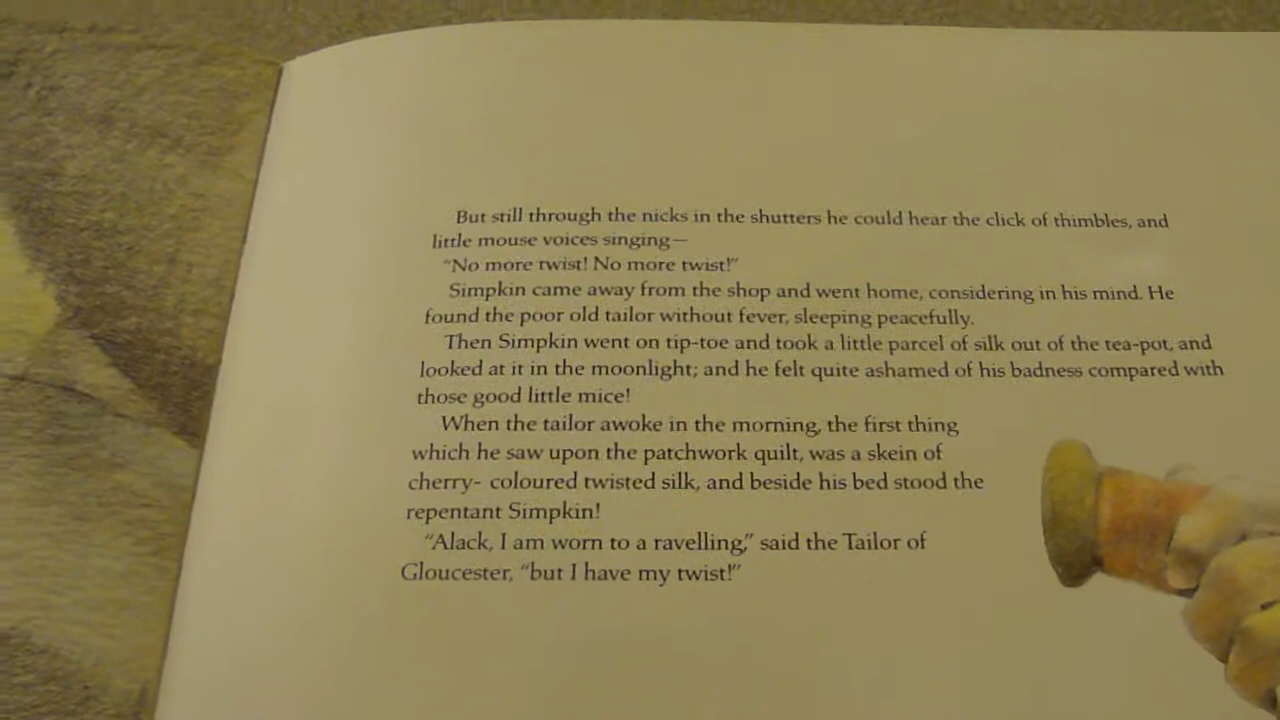 But still through the nicks in the shutters he could hear the click of thimbles, and
little mouse voices singing—
“No more twist! No more twist!”
Simpkin came away from the shop and went home, considering in his mind. He
found the poor old tailor without fever, sleeping peacefully.
Then Simpkin went on tip-toe and took a little parcel of silk out of the tea-pot, and
looked at it in the moonlight; and he felt quite ashamed of his badness compared with
those good little mice!
When the tailor awoke in the morning, the first thing
which he saw upon the patchwork quilt, was a skein of
cherry- coloured twisted silk, and beside his bed stood the
repentant Simpkin!
“Alack, I am worn to a ravelling,” said the Tailor of
Gloucester, “but I have my twist!”